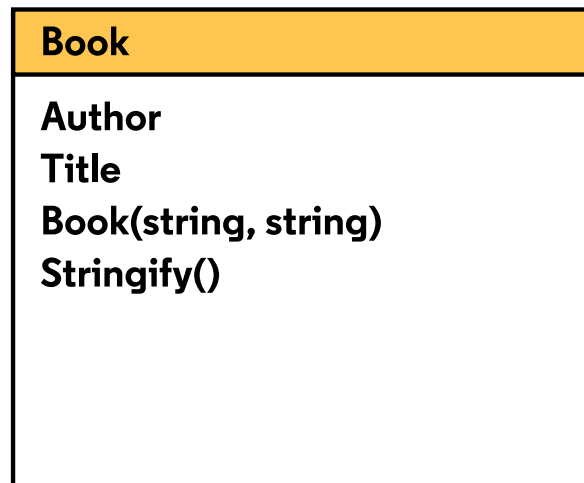 Book
Author
Title
Book(string, string)
Stringify()